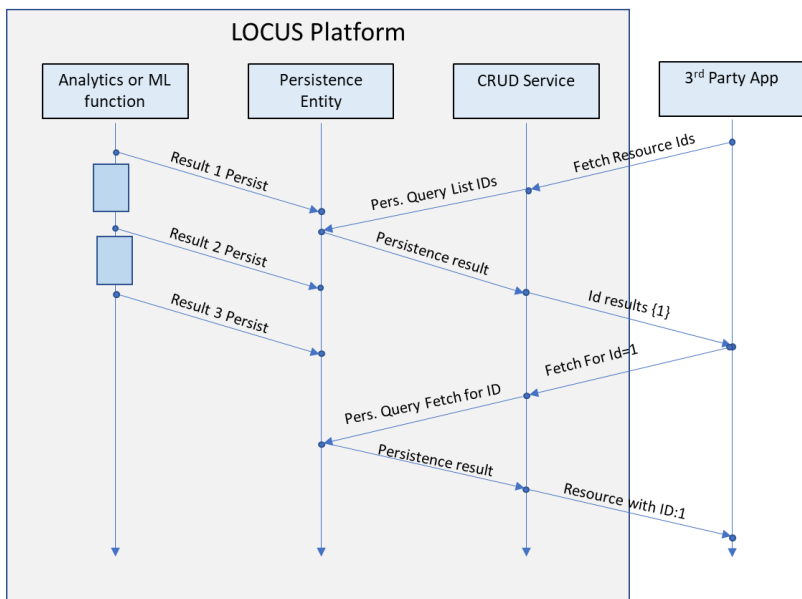 LOCUS Platform
Analytics or ML
function
Persistence
Entity
CRUD Service
3rd Party App
Fetch Resource Ids
Result 1 Persist
Pers. Query List IDs
Result 2 Persist
Persistence result
Id results {1}
Result 3 Persist
Fetch For Id=1
Pers. Query Fetch for ID
Persistence result
Resource with ID:1